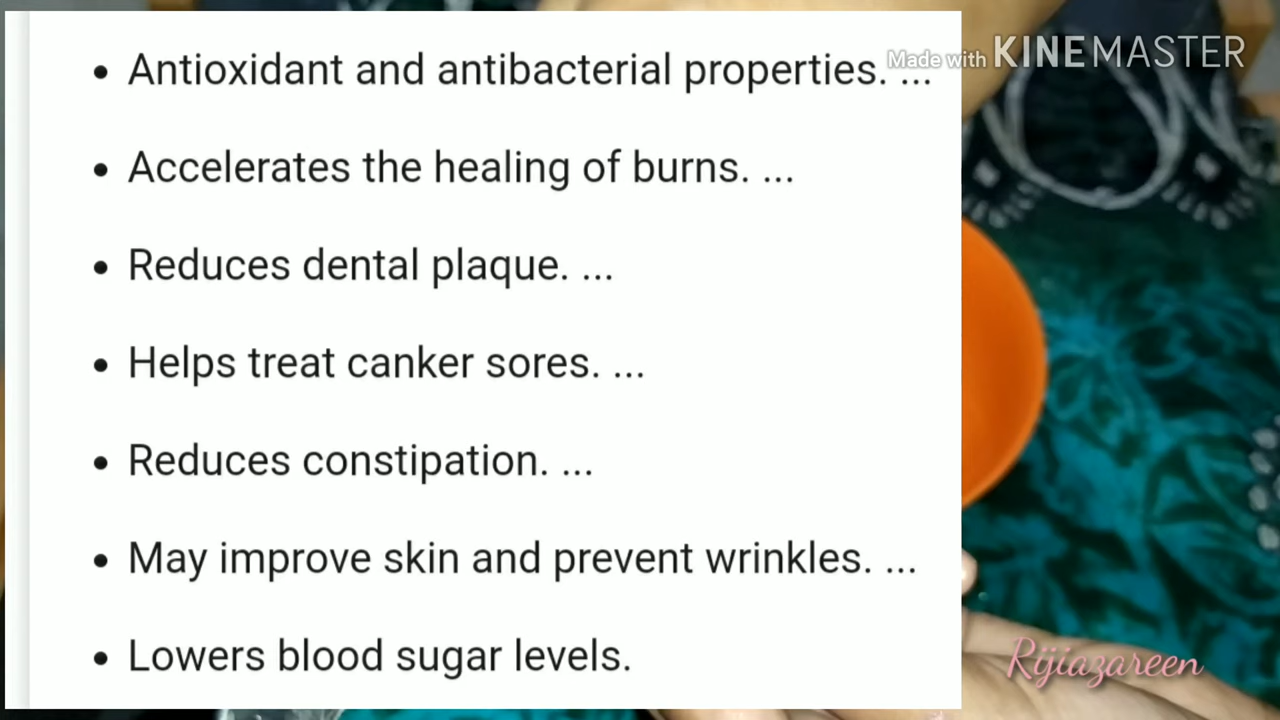 • Antioxidant and antibacterial properties. ...
Made with KINEMASTER
• Accelerates the healing of burns. ...
• Reduces dental plaque. ...
• Helps treat canker sores. ...
• Reduces constipation. ...
• May improve skin and prevent wrinkles. ...
• Lowers blood sugar levels.
Rijiazareen